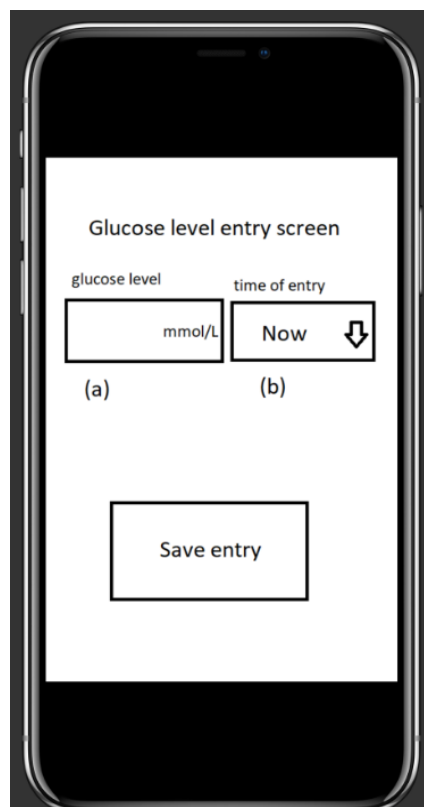 Glucose level entry screen
glucose level
time of entry
mmol/L
Now
(a)
(b)
Save entry